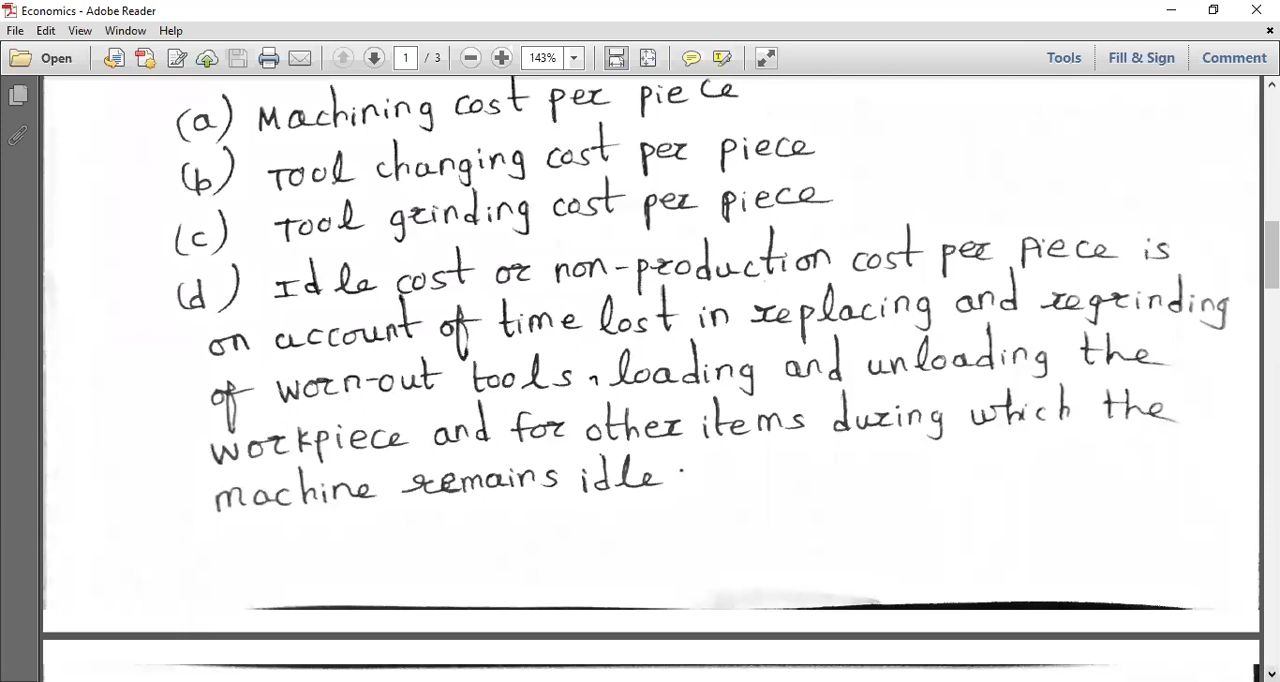 Economics - Adobe Reader
File Edit View Window Help
Open 1 / 3 143% Tools Fill & Sign Comment
(a) Machining cost per piece
(b) Tool changing cost per piece
(c) Tool grinding cost per piece
(d) Idle cost or non-production cost per piece is
on account of time lost in replacing and regrinding
of worn-out tools, loading and unloading the
workpiece and for other items during which the
machine remains idle.